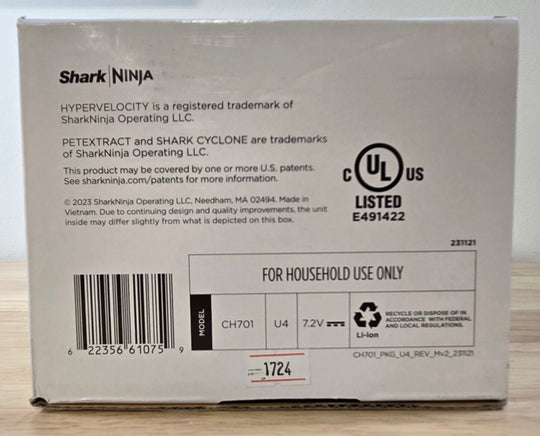 Shark NINJA
HYPERVELOCITY is a registered trademark of
SharkNinja Operating LLC.
PETEXTRACT and SHARK CYCLONE are trademarks
of SharkNinja Operating LLC.
This product may be covered by one or more U.S. patents.
See sharkninja.com/patents for more information.
© 2023 SharkNinja Operating LLC, Needham, MA 02494. Made in
Vietnam. Due to continuing design and quality improvements, the unit
inside may differ slightly from what is depicted on this box.
C UL US
LISTED
E491422
231121
FOR HOUSEHOLD USE ONLY
MODEL
CH701
U4
7.2V
Li-ion
RECYCLE OR DISPOSE OF IN
ACCORDANCE WITH FEDERAL
AND LOCAL REGULATIONS.
6 22356 61075 9
CH701_PKG_U4_REV_Mv2_231121
1724